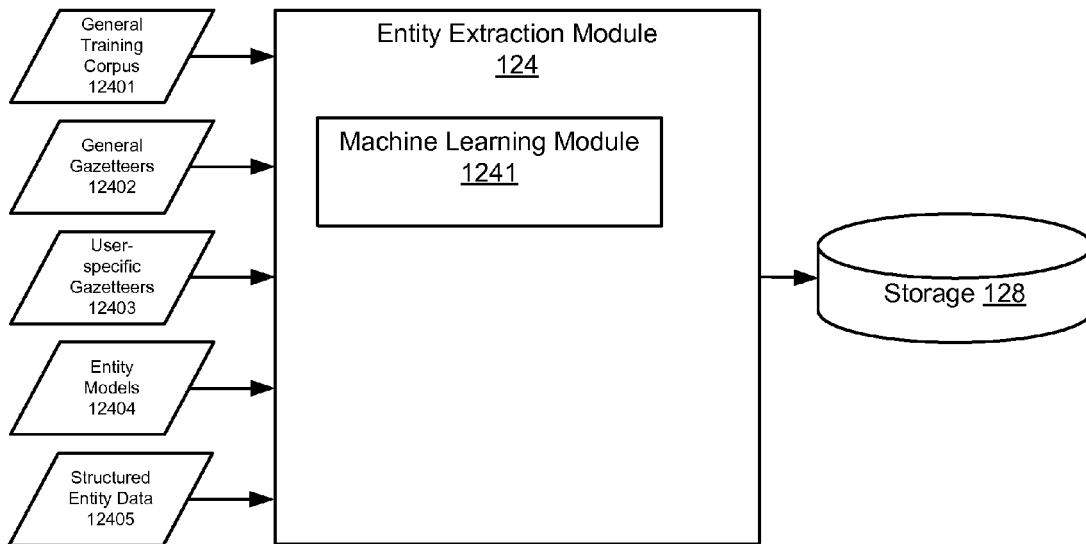 General
Training
Corpus
12401
General
Gazetteers
12402
User-
specific
Gazetteers
12403
Entity
Models
12404
Structured
Entity Data
12405
Entity Extraction Module
124
Machine Learning Module
1241
Storage 128